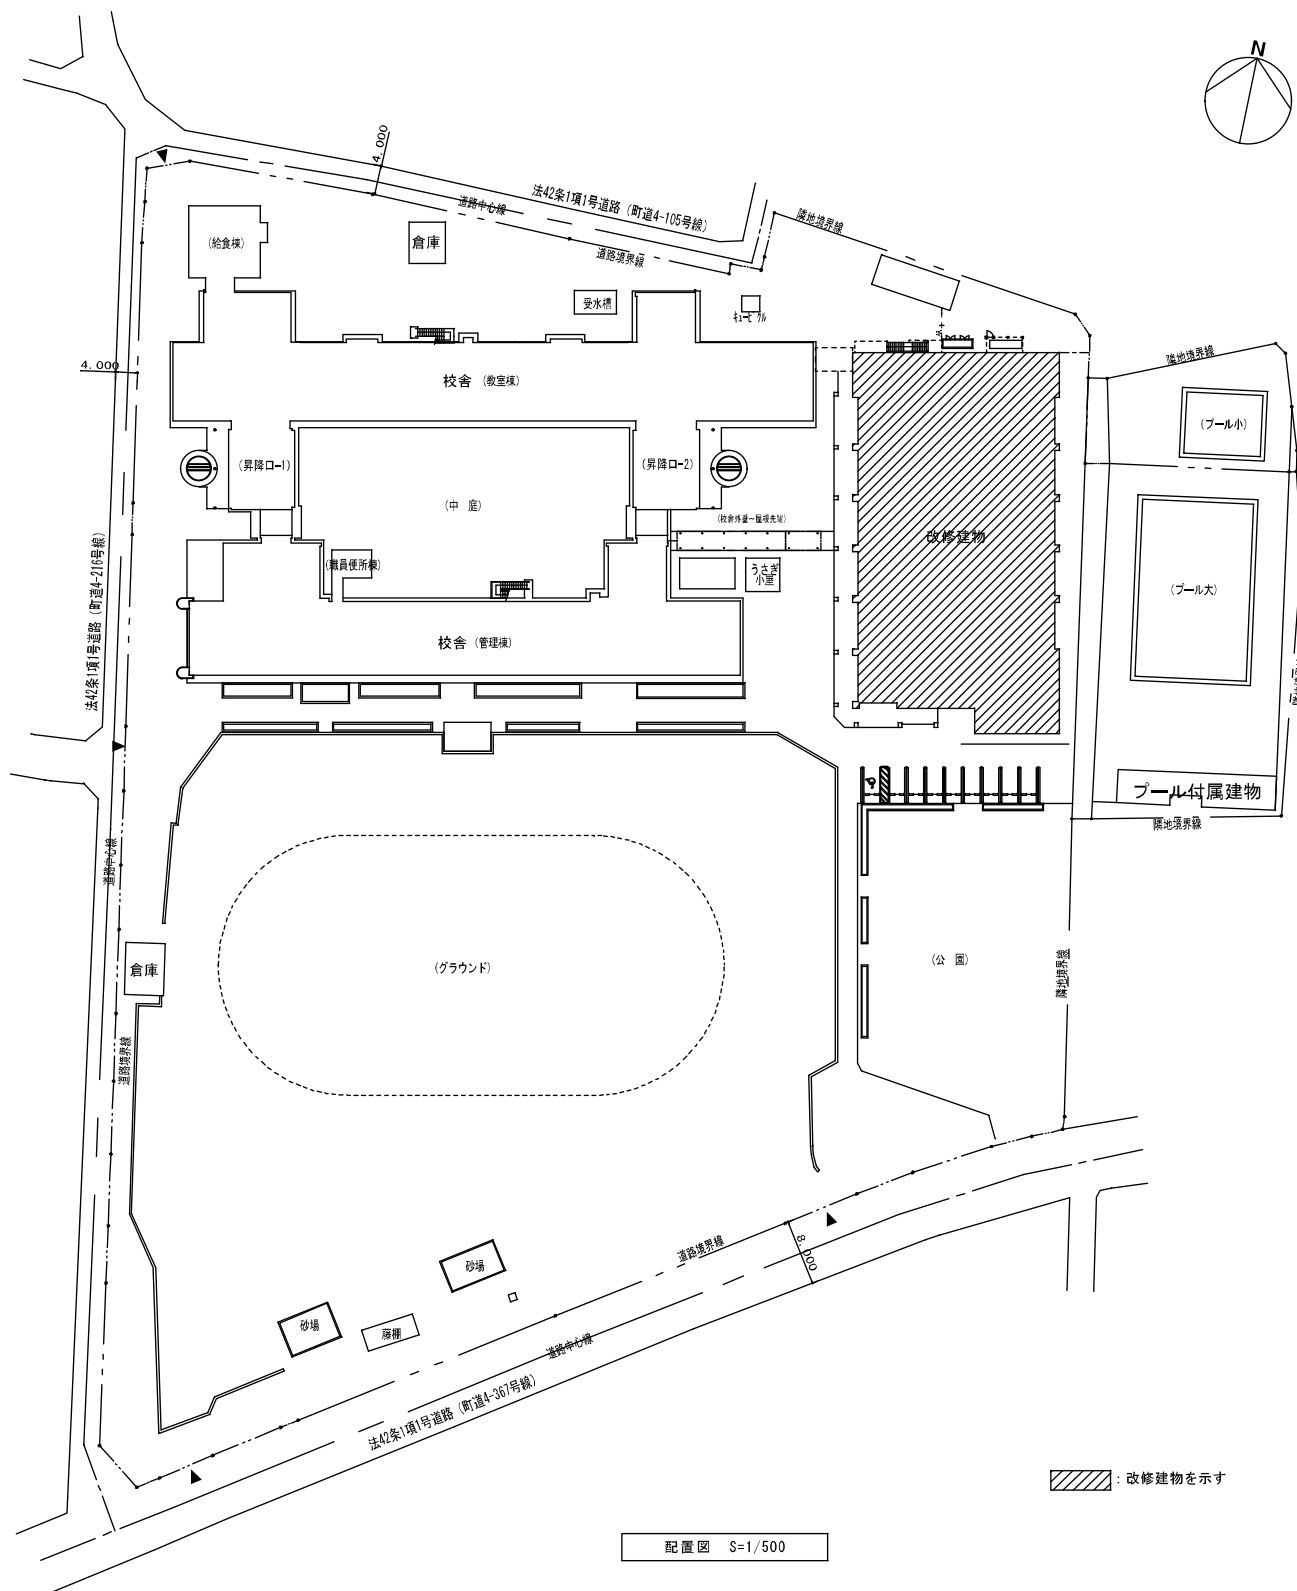 N
4.000
法42条1項1号道路（町道4-105号線）
道路中心線
道路境界線
隣地境界線
(給食棟)
倉庫
受水槽
キュービクル
4.000
校舎（教室棟）
隣地境界線
(プール小)
(昇降口-1)
(昇降口-2)
(中 庭)
(校舎外壁～屋根先端)
改修建物
(職員便所棟)
うさぎ
小屋
(プール大)
法42条1項1号道路（町道4-216号線）
校舎（管理棟）
プール付属建物
隣地境界線
道路中心線
倉庫
(グラウンド)
(公 園)
隣地境界線
道路境界線
道路境界線
8.000
砂場
砂場
藤棚
道路中心線
法42条1項1号道路（町道4-367号線）
：改修建物を示す
配置図 S=1/500